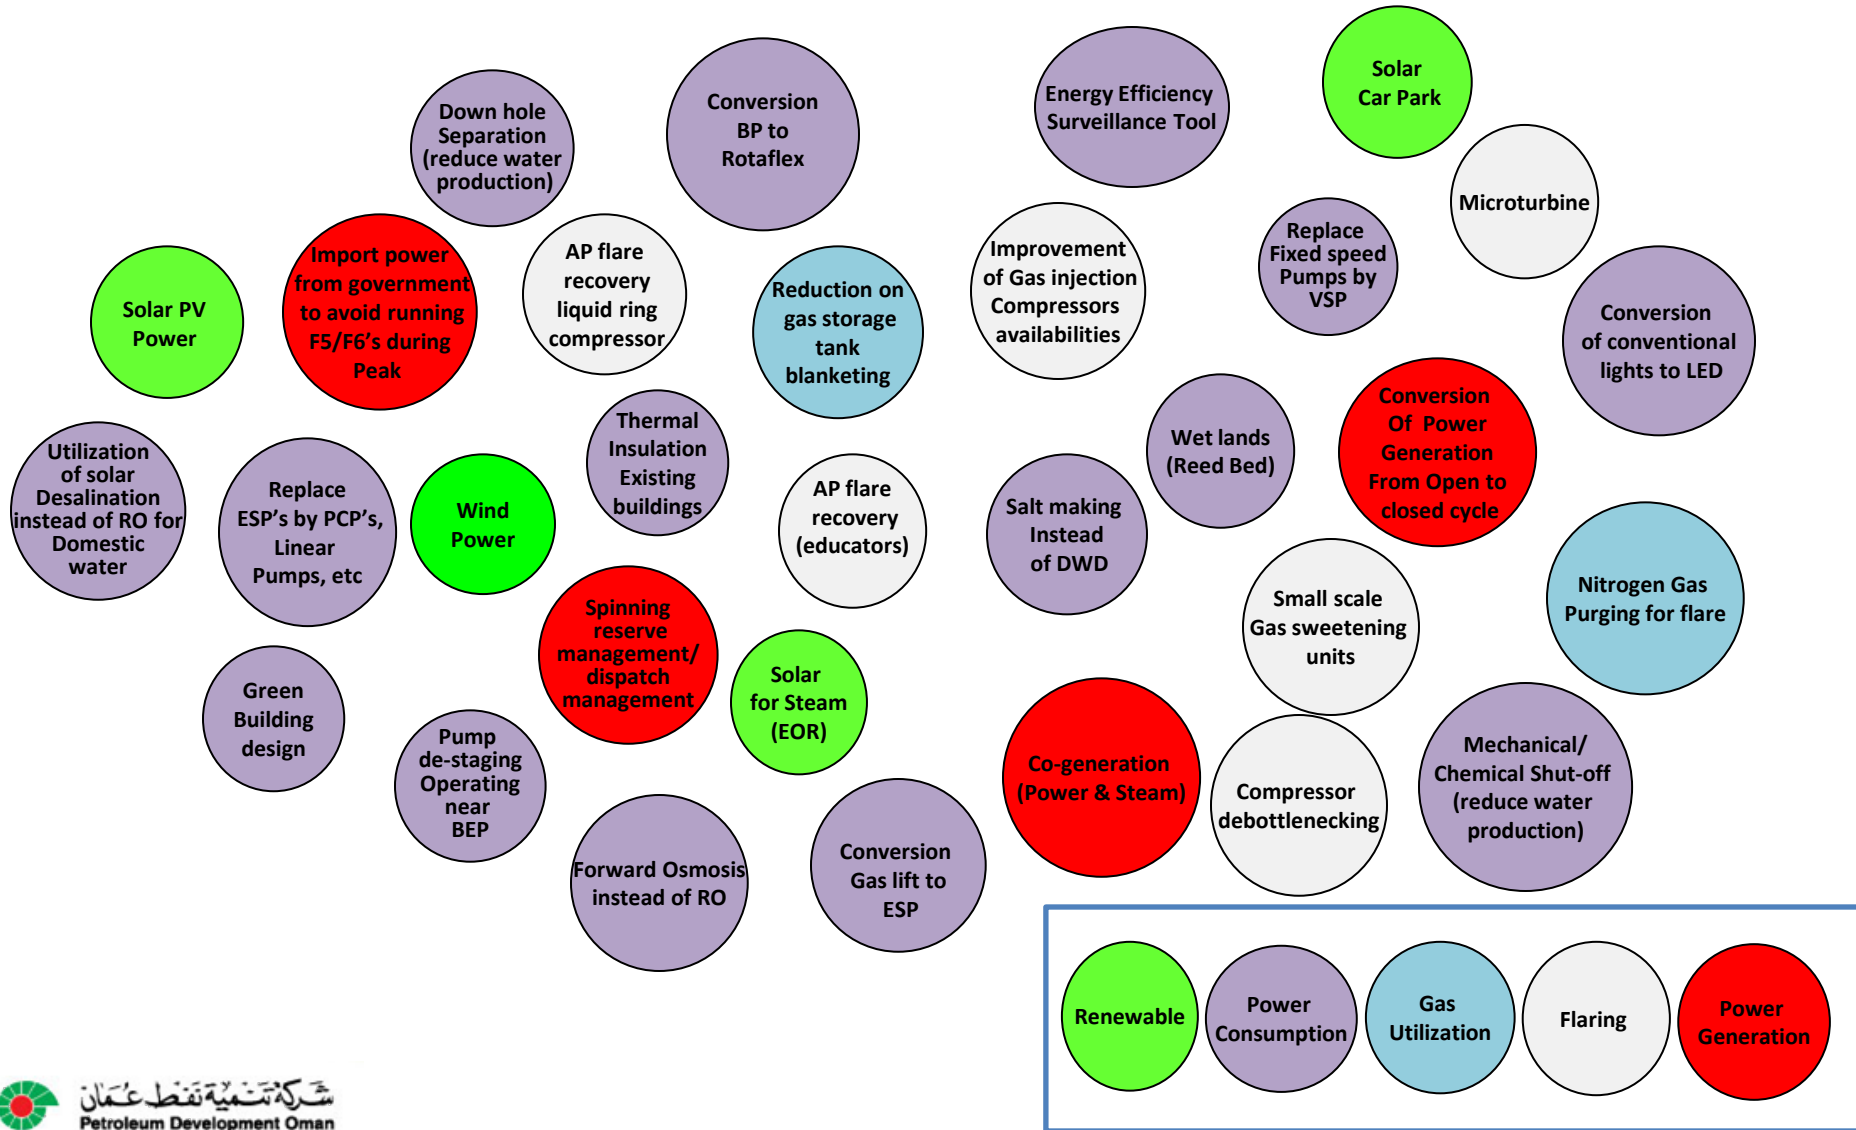 Down hole
Separation
(reduce water
production)
Conversion
BP to
Rotaflex
Energy Efficiency
Surveillance Tool
Solar
Car Park
Microturbine
Solar PV
Power
Import power
from government
to avoid running
F5/F6's during
Peak
AP flare
recovery
liquid ring
compressor
Reduction on
gas storage
tank
blanketing
Improvement
of Gas injection
Compressors
availabilities
Replace
Fixed speed
Pumps by
VSP
Conversion
of conventional
lights to LED
Utilization
of solar
Desalination
instead of RO for
Domestic
water
Replace
ESP's by PCP's,
Linear
Pumps, etc
Wind
Power
Thermal
Insulation
Existing
buildings
AP flare
recovery
(educators)
Salt making
Instead
of DWD
Wet lands
(Reed Bed)
Conversion
Of Power
Generation
From Open to
closed cycle
Nitrogen Gas
Purging for flare
Small scale
Gas sweetening
units
Green
Building
design
Spinning
reserve
management/
dispatch
management
Solar
for Steam
(EOR)
Pump
de-staging
Operating
near
BEP
Forward Osmosis
instead of RO
Conversion
Gas lift to
ESP
Co-generation
(Power & Steam)
Compressor
debottlenecking
Mechanical/
Chemical Shut-off
(reduce water
production)
Renewable
Power
Consumption
Gas
Utilization
Flaring
Power
Generation
شركة تنمية نفط عُمان
Petroleum Development Oman